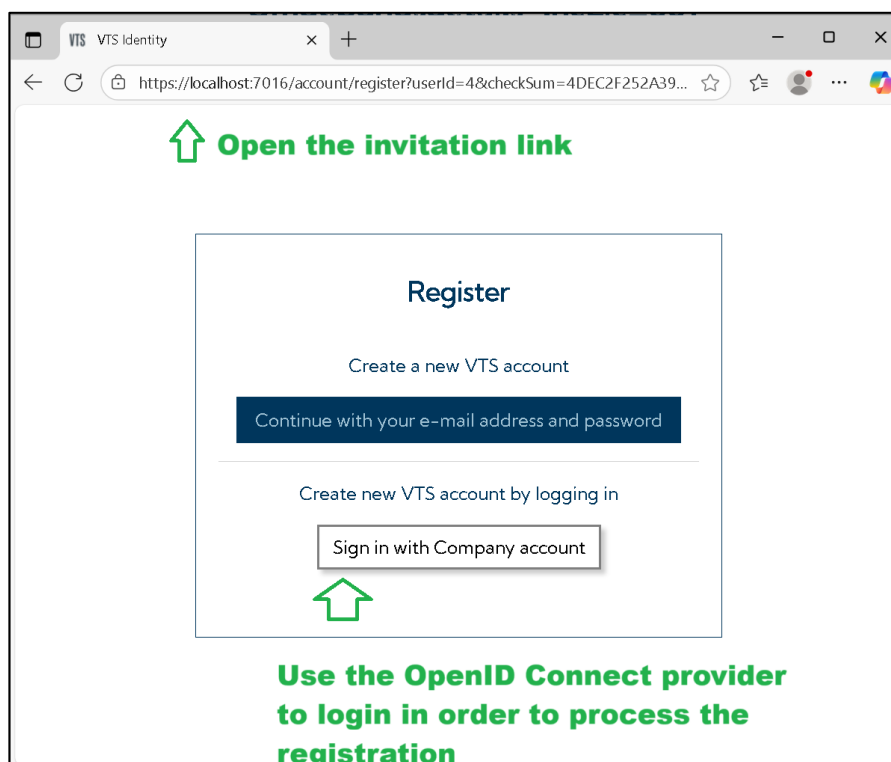 VTS VTS Identity
https://localhost:7016/account/register?userId=4&checkSum=4DEC2F252A39...
Open the invitation link
Register
Create a new VTS account
Continue with your e-mail address and password
Create new VTS account by logging in
Sign in with Company account
Use the OpenID Connect provider
to login in order to process the
registration